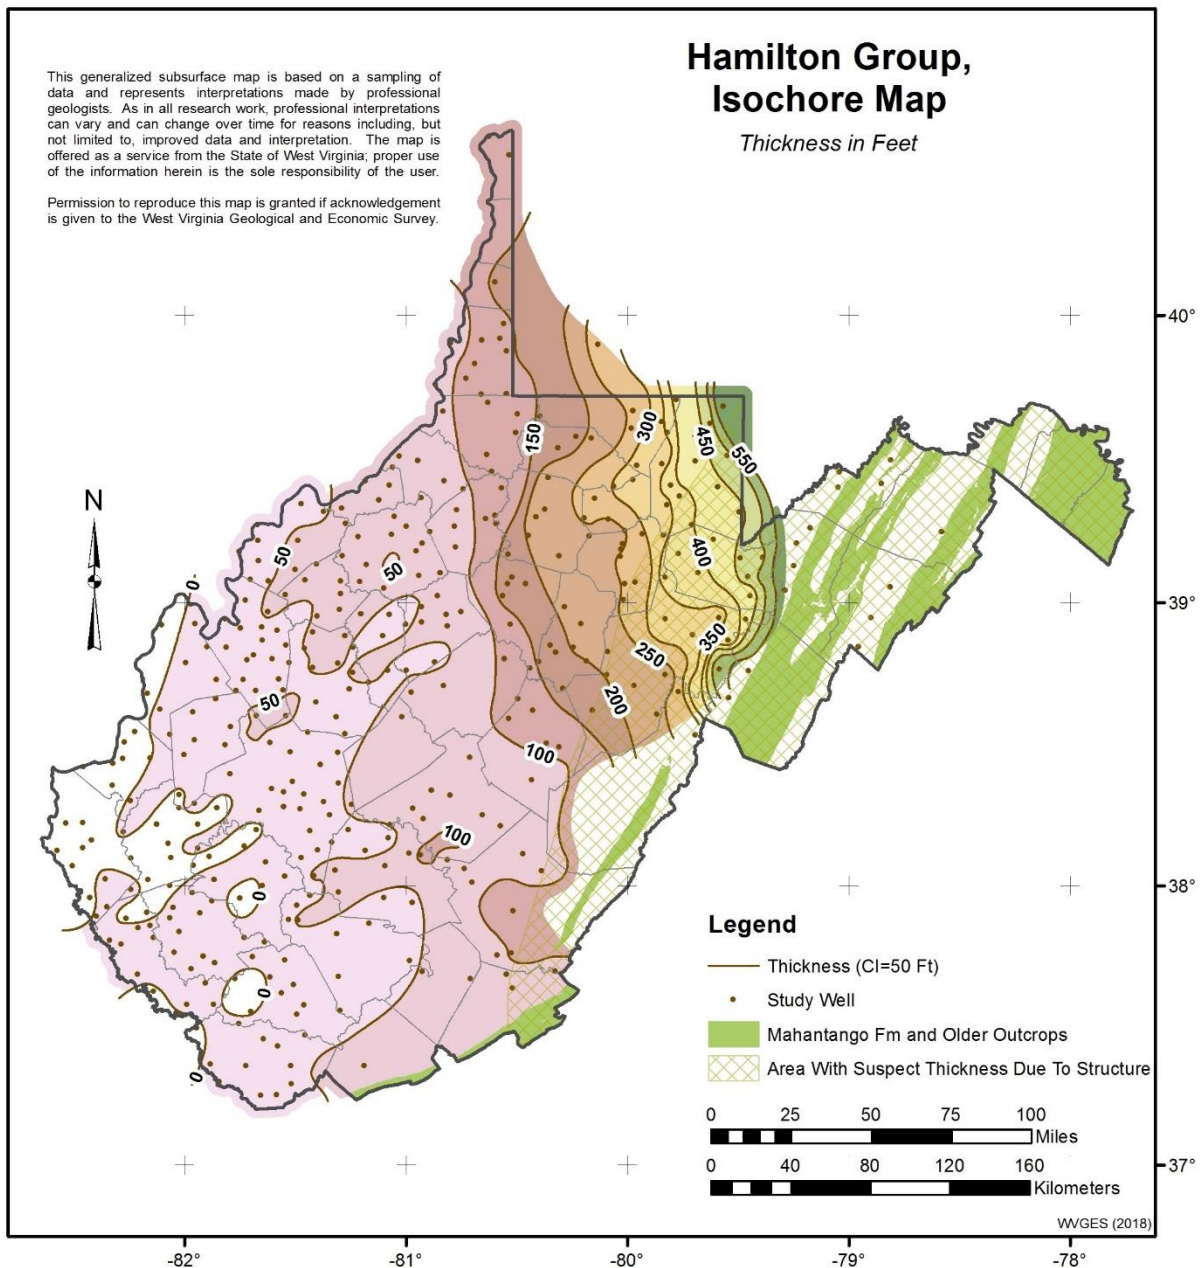 Hamilton Group,
Isochore Map
Thickness in Feet
This generalized subsurface map is based on a sampling of
data and represents interpretations made by professional
geologists. As in all research work, professional interpretations
can vary and can change over time for reasons including, but
not limited to, improved data and interpretation. The map is
offered as a service from the State of West Virginia; proper use
of the information herein is the sole responsibility of the user.
Permission to reproduce this map is granted if acknowledgement
is given to the West Virginia Geological and Economic Survey.
40°
300
150
450
550
N
50
50
400
0
39°
350
250
200
50
100
100
38°
0
0
0
Legend
Thickness (CI=50 Ft)
Study Well
Mahantango Fm and Older Outcrops
Area With Suspect Thickness Due To Structure
0 25 50 75 100
Miles
0 40 80 120 160
Kilometers
37°
WVGES (2018)
-82° -81° -80° -79° -78°